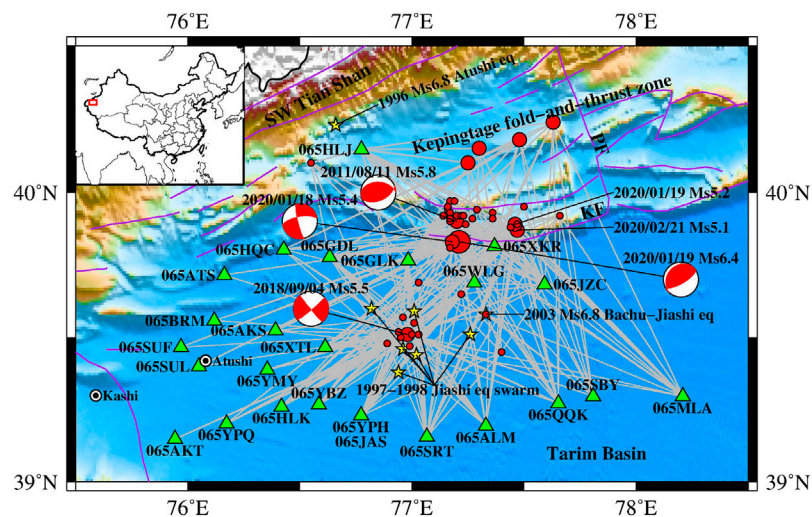 76°E
77°E
78°E
SW Tian Shan
1996 Ms6.8 Atushi eq
Kepingtage fold-and-thrust zone
PF
065HLJ
2011/08/11 Ms5.8
40°N
40°N
2020/01/18 Ms5.4
2020/01/19 Ms5.2
KF
2020/02/21 Ms5.1
065HQC
065GDL
065GLK
065XKR
2020/01/19 Ms6.4
065ATS
065WLG
065JZC
2018/09/04 Ms5.5
2003 Ms6.8 Bachu-Jiashi eq
065BRM
065AKS
065SUF
065XTL
Atushi
065SUL
065YMY
1997-1998 Jiashi eq swarm
Kashi
065YBZ
065SBY
065HLK
065QQK
065MLA
065YPQ
065YPH
065JAS
065AKT
065SRT
065ALM
Tarim Basin
39°N
39°N
76°E
77°E
78°E